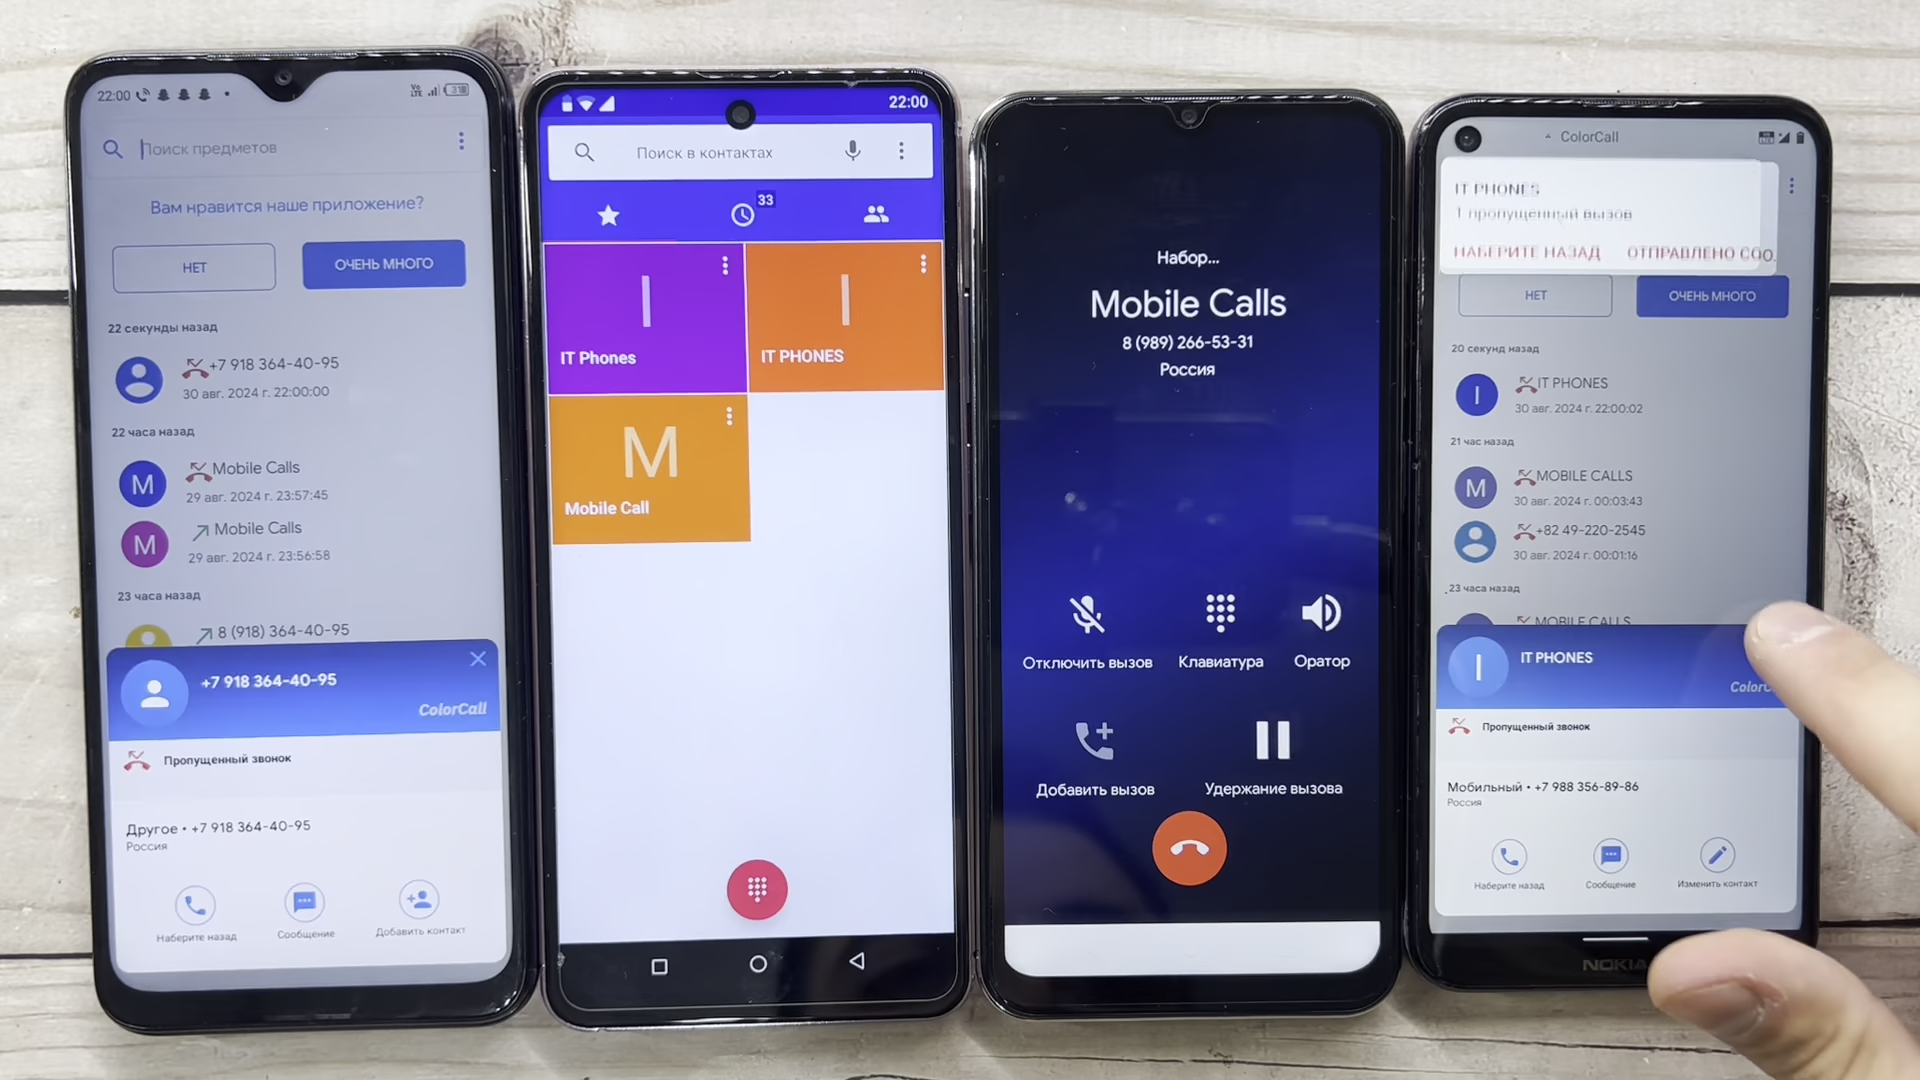 22:00
Поиск предметов
Вам нравится наше приложение?
НЕТ
ОЧЕНЬ МНОГО
22 секунды назад
+7 918 364-40-95
30 авг. 2024 г. 22:00:00
22 часа назад
M
Mobile Calls
29 авг. 2024 г. 23:57:45
M
Mobile Calls
29 авг. 2024 г. 23:56:58
23 часа назад
8 (918) 364-40-95
+7 918 364-40-95
ColorCall
Пропущенный звонок
Другое • +7 918 364-40-95
Россия
Наберите назад
Сообщение
Добавить контакт
22:00
Поиск в контактах
33
I
IT Phones
I
IT PHONES
M
Mobile Call
Набор...
Mobile Calls
8 (989) 266-53-31
Россия
Отключить вызов
Клавиатура
Оратор
Добавить вызов
Удержание вызова
ColorCall
IT PHONES
1 пропущенный вызов
НАБЕРИТЕ НАЗАД
ОТПРАВЛЕНО СОО.
НЕТ
ОЧЕНЬ МНОГО
20 секунд назад
I
IT PHONES
30 авг. 2024 г. 22:00:02
21 час назад
M
MOBILE CALLS
30 авг. 2024 г. 00:03:43
+82 49-220-2545
30 авг. 2024 г. 00:01:16
23 часа назад
MOBILE CALLS
I
IT PHONES
ColorC
Пропущенный звонок
Мобильный • +7 988 356-89-86
Россия
Наберите назад
Сообщение
Изменить контакт
NOKIA